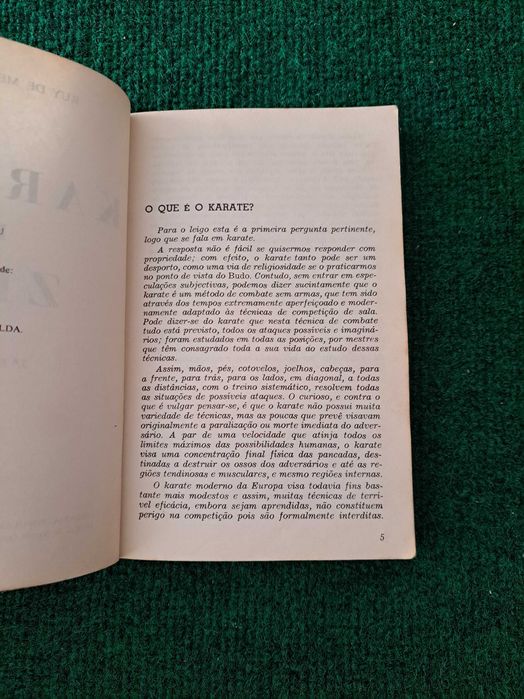 RUY DE ME
KAR
de:
LDA.
O QUE É O KARATE?
Para o leigo esta é a primeira pergunta pertinente,
logo que se fala em karate.
A resposta não é fácil se quisermos responder com
propriedade; com efeito, o karate tanto pode ser um
desporto, como uma via de religiosidade se o praticarmos
no ponto de vista do Budo. Contudo, sem entrar em espe-
culações subjectivas, podemos dizer sucintamente que o
karate é um método de combate sem armas, que tem sido
através dos tempos extremamente aperfeiçoado e moder-
namente adaptado às técnicas de competição de sala.
Pode dizer-se do karate que nesta técnica de combate
tudo está previsto, todos os ataques possíveis e imaginá-
rios; foram estudados em todas as posições, por mestres
que têm consagrado toda a sua vida ao estudo dessas
técnicas.
Assim, mãos, pés, cotovelos, joelhos, cabeças, para
a frente, para trás, para os lados, em diagonal, a todas
as distâncias, com o treino sistemático, resolvem todas
as situações de possíveis ataques. O curioso, e contra o
que é vulgar pensar-se, é que o karate não possui muita
variedade de técnicas, mas as poucas que prevê visavam
originalmente a paralização ou morte imediata do adver-
sário. A par de uma velocidade que atinja todos os
limites máximos das possibilidades humanas, o karate
visa uma concentração final física das pancadas, des-
tinadas a destruir os ossos dos adversários e até as re-
giões tendinosas e musculares, e mesmo regiões internas.
O karate moderno da Europa visa todavia fins bas-
tante mais modestos e assim, muitas técnicas de terrí-
vel eficácia, embora sejam aprendidas, não constituem
perigo na competição pois são formalmente interditas.
5